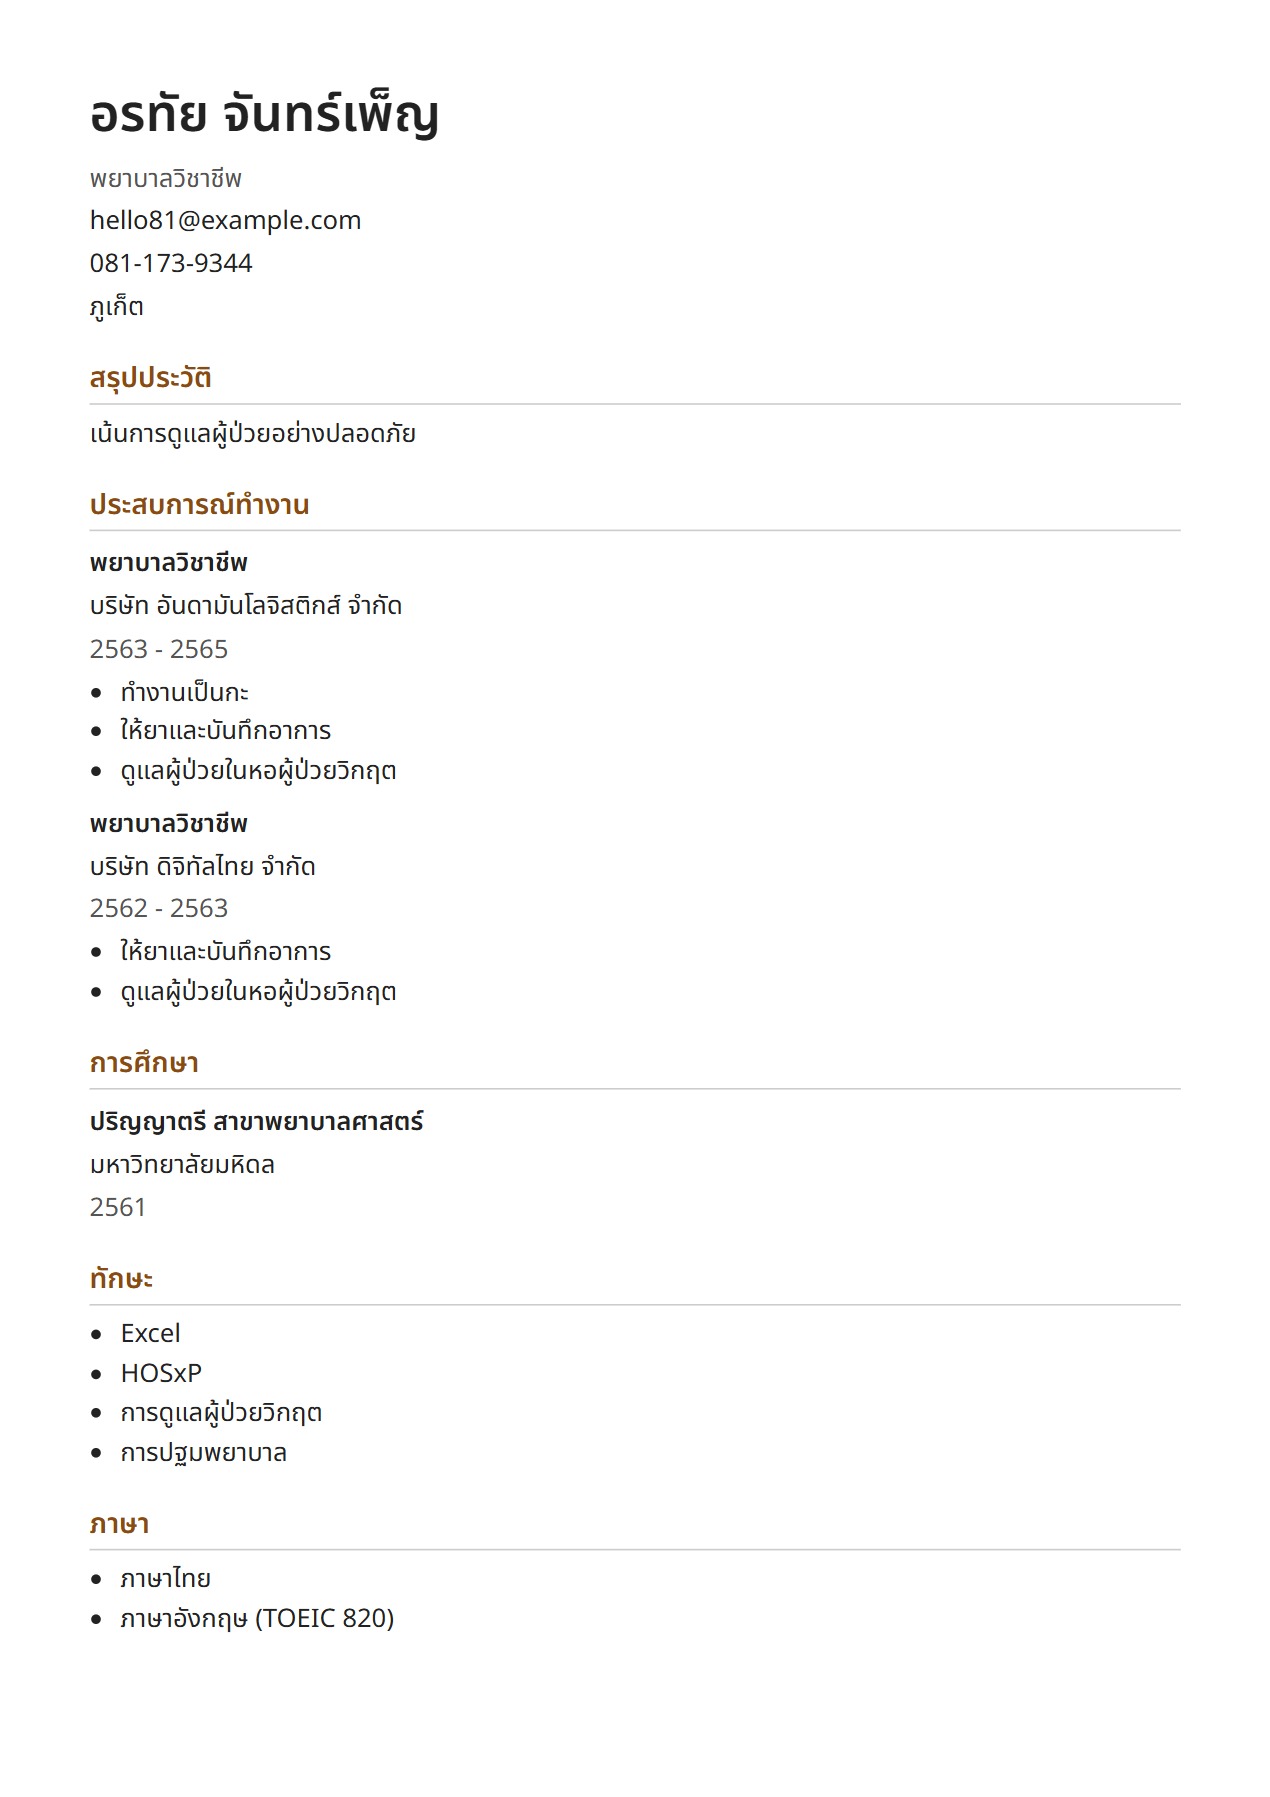 อรทัย จันทร์เพ็ญ
พยาบาลวิชาชีพ
hello81@example.com
081-173-9344
ภูเก็ต
สรุปประวัติ
เน้นการดูแลผู้ป่วยอย่างปลอดภัย
ประสบการณ์ทำงาน
พยาบาลวิชาชีพ
บริษัท อันดามันโลจิสติกส์ จำกัด
2563 - 2565
• ทำงานเป็นกะ
• ให้ยาและบันทึกอาการ
• ดูแลผู้ป่วยในหอผู้ป่วยวิกฤต
พยาบาลวิชาชีพ
บริษัท ดิจิทัลไทย จำกัด
2562 - 2563
• ให้ยาและบันทึกอาการ
• ดูแลผู้ป่วยในหอผู้ป่วยวิกฤต
การศึกษา
ปริญญาตรี สาขาพยาบาลศาสตร์
มหาวิทยาลัยมหิดล
2561
ทักษะ
• Excel
• HOSxP
• การดูแลผู้ป่วยวิกฤต
• การปฐมพยาบาล
ภาษา
• ภาษาไทย
• ภาษาอังกฤษ (TOEIC 820)